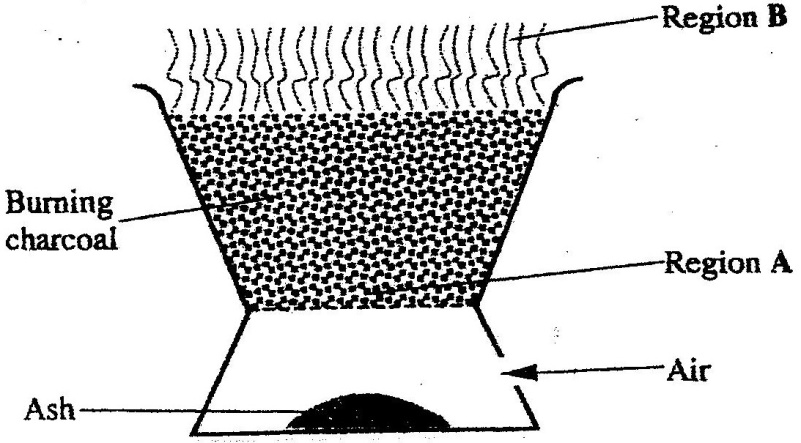 Region B
Burning
charcoal
Region A
Air
Ash